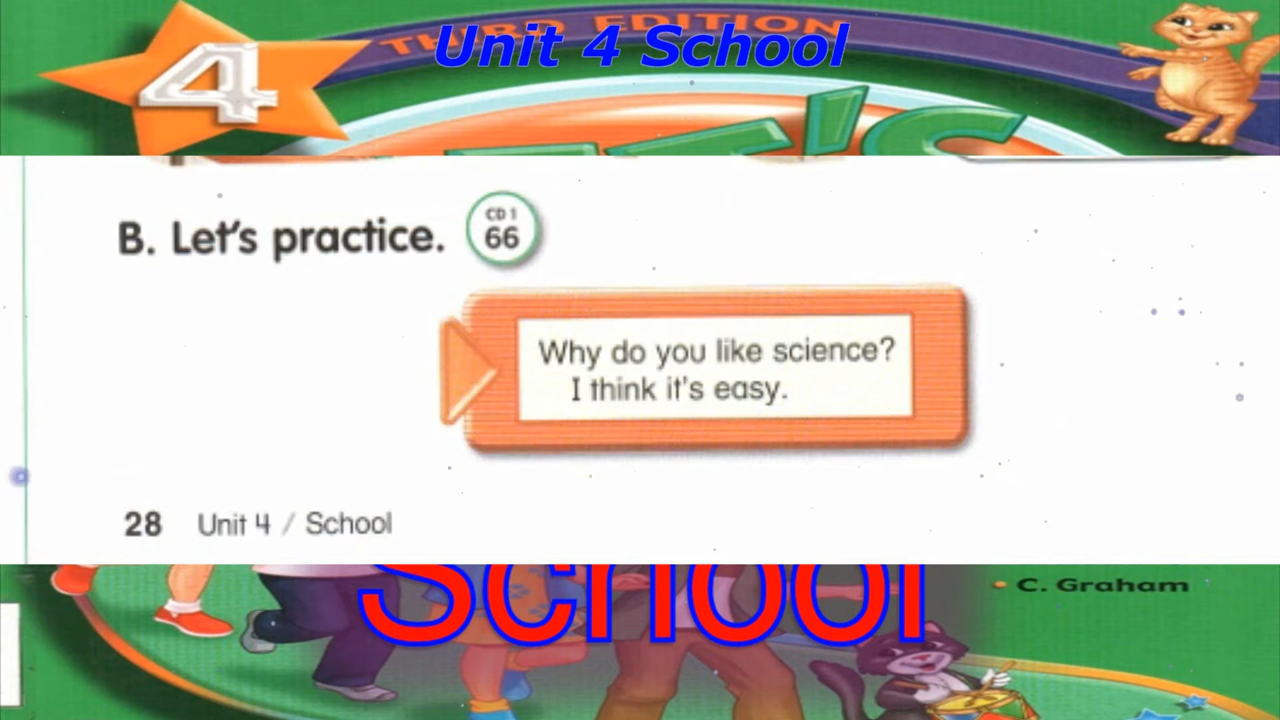 THIRD EDITION
Unit 4 School
4
LET'S
B. Let's practice.
CD 1
66
Why do you like science?
I think it's easy.
28 Unit 4 / School
School
C. Graham